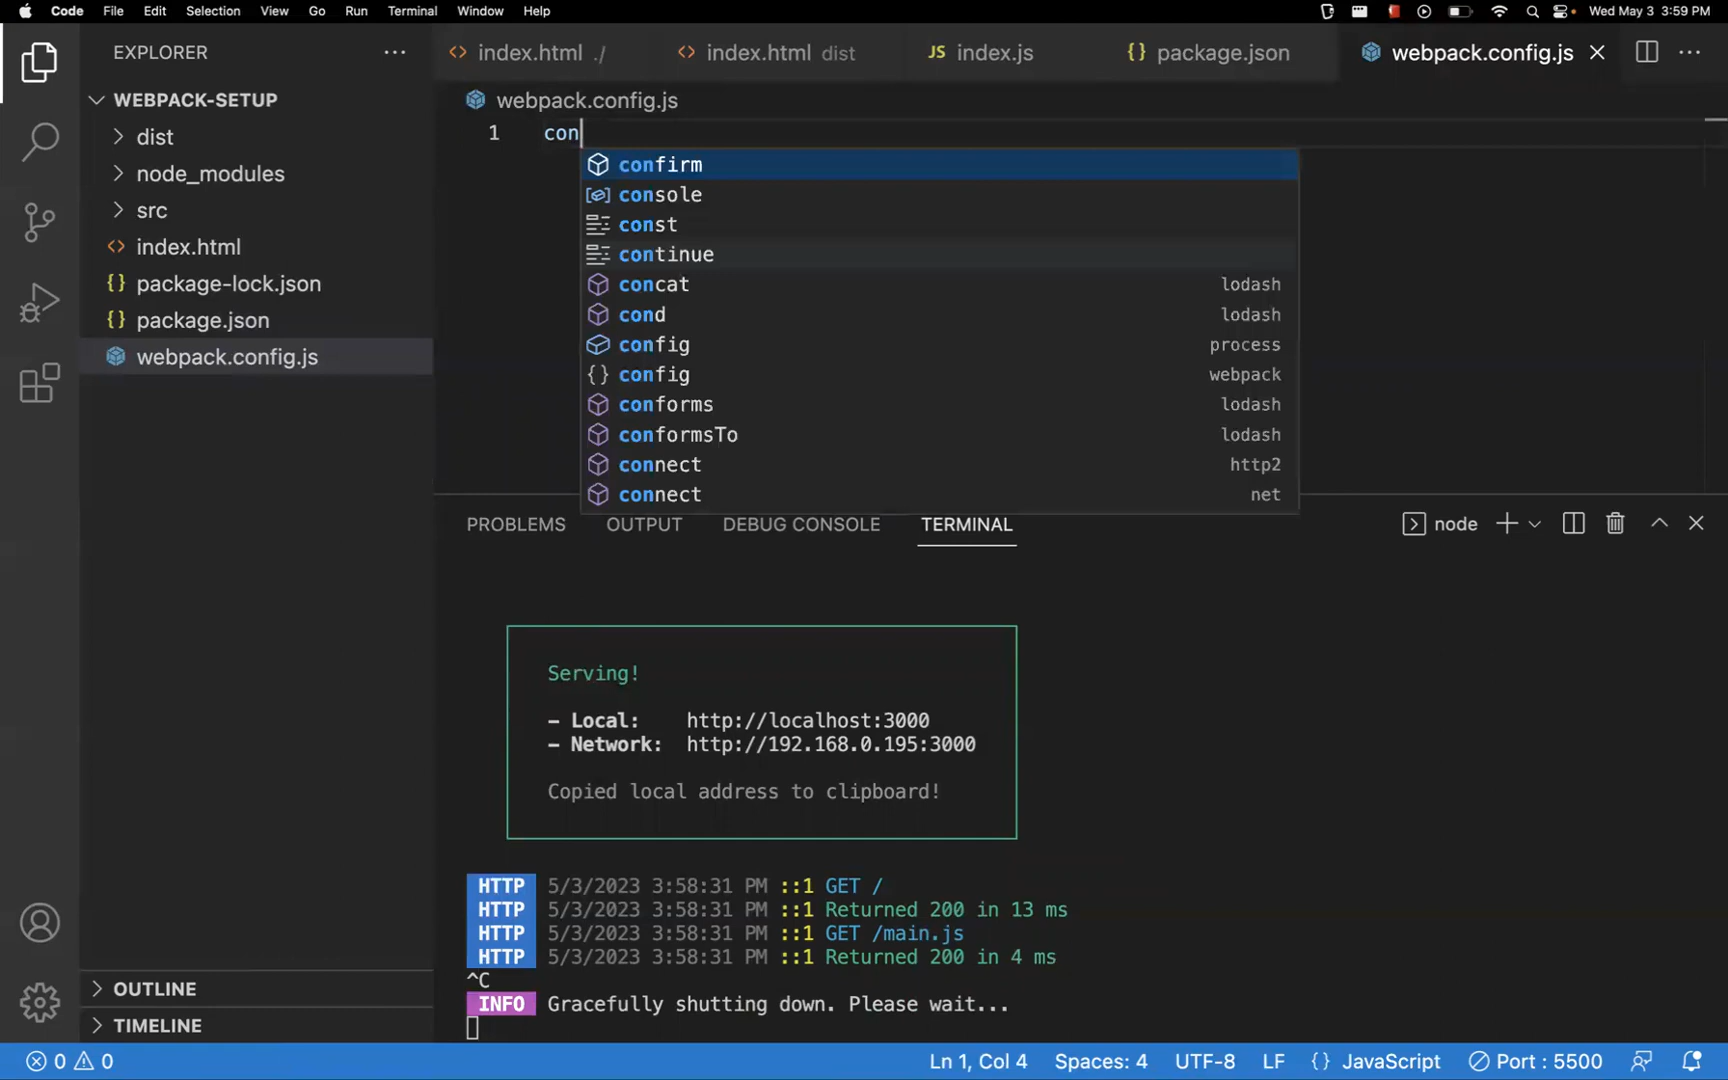 Code File Edit Selection View Go Run Terminal Window Help Wed May 3 3:59 PM
EXPLORER
WEBPACK-SETUP
dist
node_modules
src
index.html
package-lock.json
package.json
webpack.config.js
OUTLINE
TIMELINE
index.html ./ index.html dist JS index.js {} package.json webpack.config.js
webpack.config.js
1 con
confirm
console
const
continue
concat lodash
cond lodash
config process
config webpack
conforms lodash
conformsTo lodash
connect http2
connect net
PROBLEMS OUTPUT DEBUG CONSOLE TERMINAL node
Serving!
– Local: http://localhost:3000
– Network: http://192.168.0.195:3000
Copied local address to clipboard!
HTTP 5/3/2023 3:58:31 PM ::1 GET /
HTTP 5/3/2023 3:58:31 PM ::1 Returned 200 in 13 ms
HTTP 5/3/2023 3:58:31 PM ::1 GET /main.js
HTTP 5/3/2023 3:58:31 PM ::1 Returned 200 in 4 ms
^C
INFO Gracefully shutting down. Please wait...
0 0 Ln 1, Col 4 Spaces: 4 UTF-8 LF {} JavaScript Port : 5500